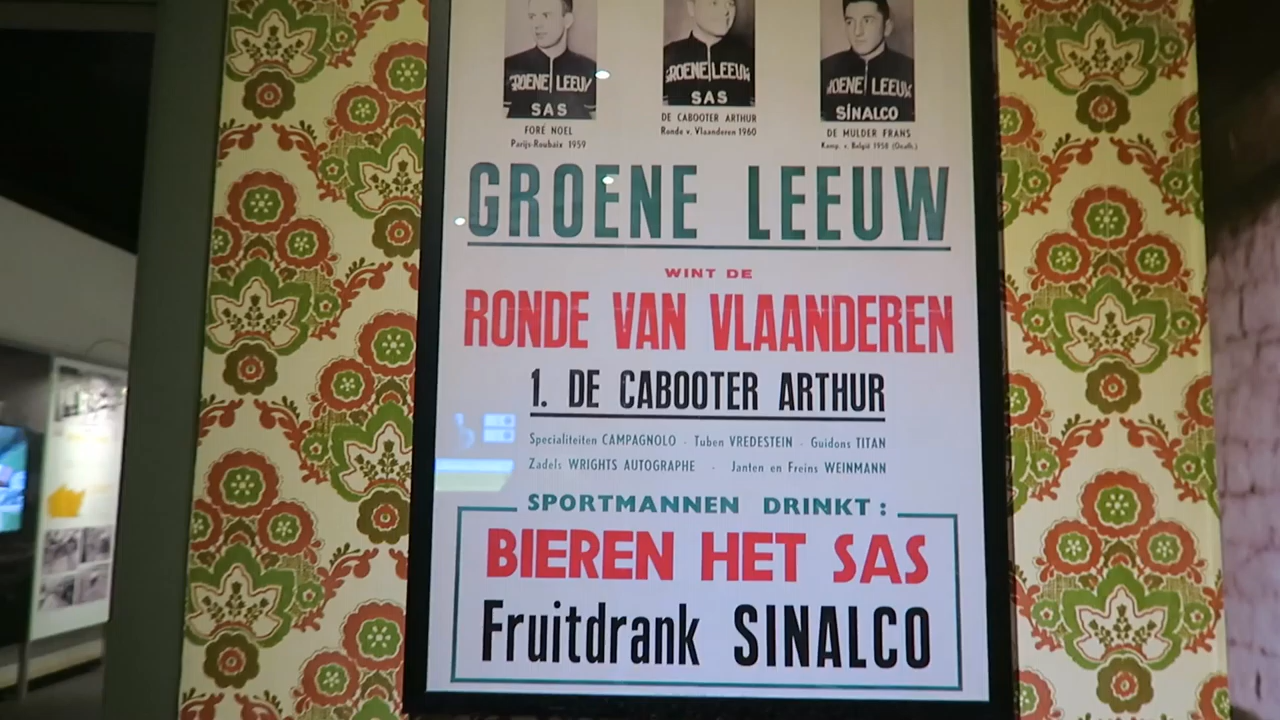 GROENE LEEUW
SAS
GROENE LEEUW
SAS
GROENE LEEUW
SINALCO
FORÉ NOEL
Parijs-Roubaix 1959
DE CABOOTER ARTHUR
Ronde v. Vlaanderen 1960
DE MULDER FRANS
Kamp. v. België 1958 (Onafh.)
GROENE LEEUW
WINT DE
RONDE VAN VLAANDEREN
1. DE CABOOTER ARTHUR
Specialiteiten CAMPAGNOLO - Tuben VREDESTEIN - Guidons TITAN
Zadels WRIGHTS AUTOGRAPHE - Janten en Freins WEINMANN
SPORTMANNEN DRINKT :
BIEREN HET SAS
Fruitdrank SINALCO